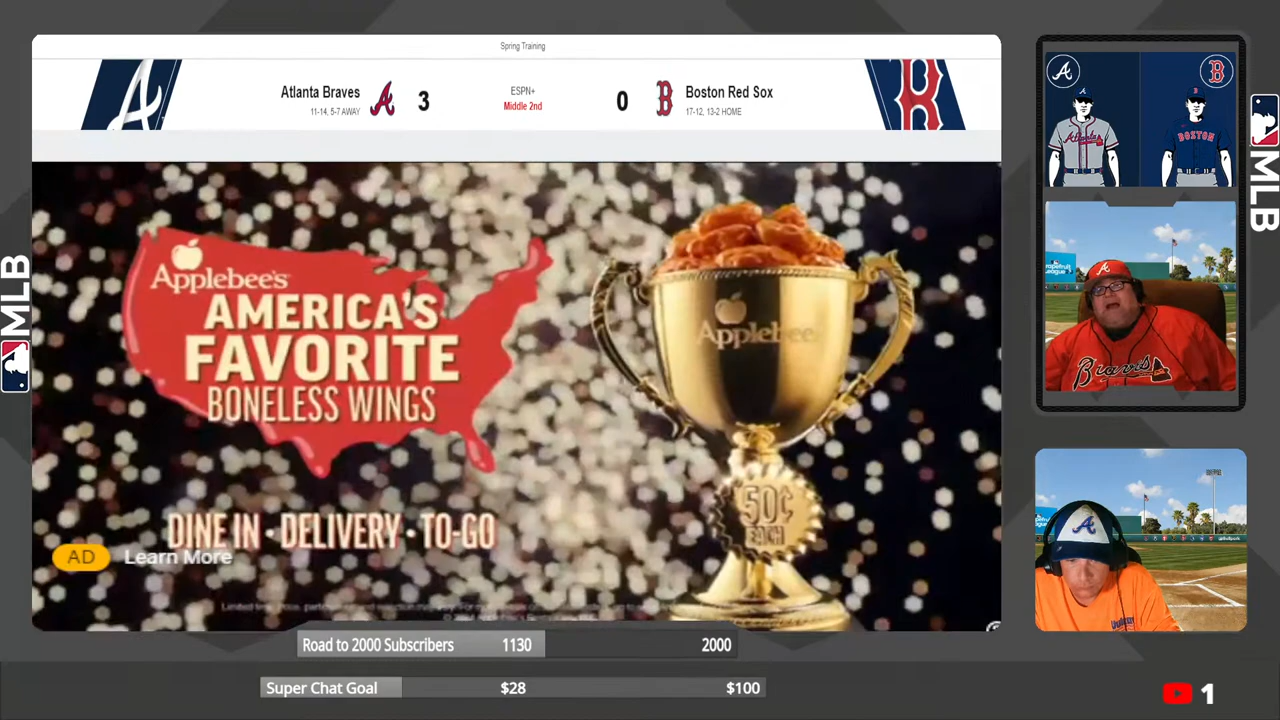 Spring Training
Atlanta Braves
3
ESPN+
0
Boston Red Sox
11-14, 5-7 AWAY
Middle 2nd
17-12, 13-2 HOME
Applebee's
AMERICA'S
FAVORITE
BONELESS WINGS
DINE IN • DELIVERY • TO-GO
AD
Learn More
Applebee
50¢
EACH
MLB
MLB
Atlanta
BOSTON
Braves
Road to 2000 Subscribers
1130
2000
Super Chat Goal
$28
$100
1